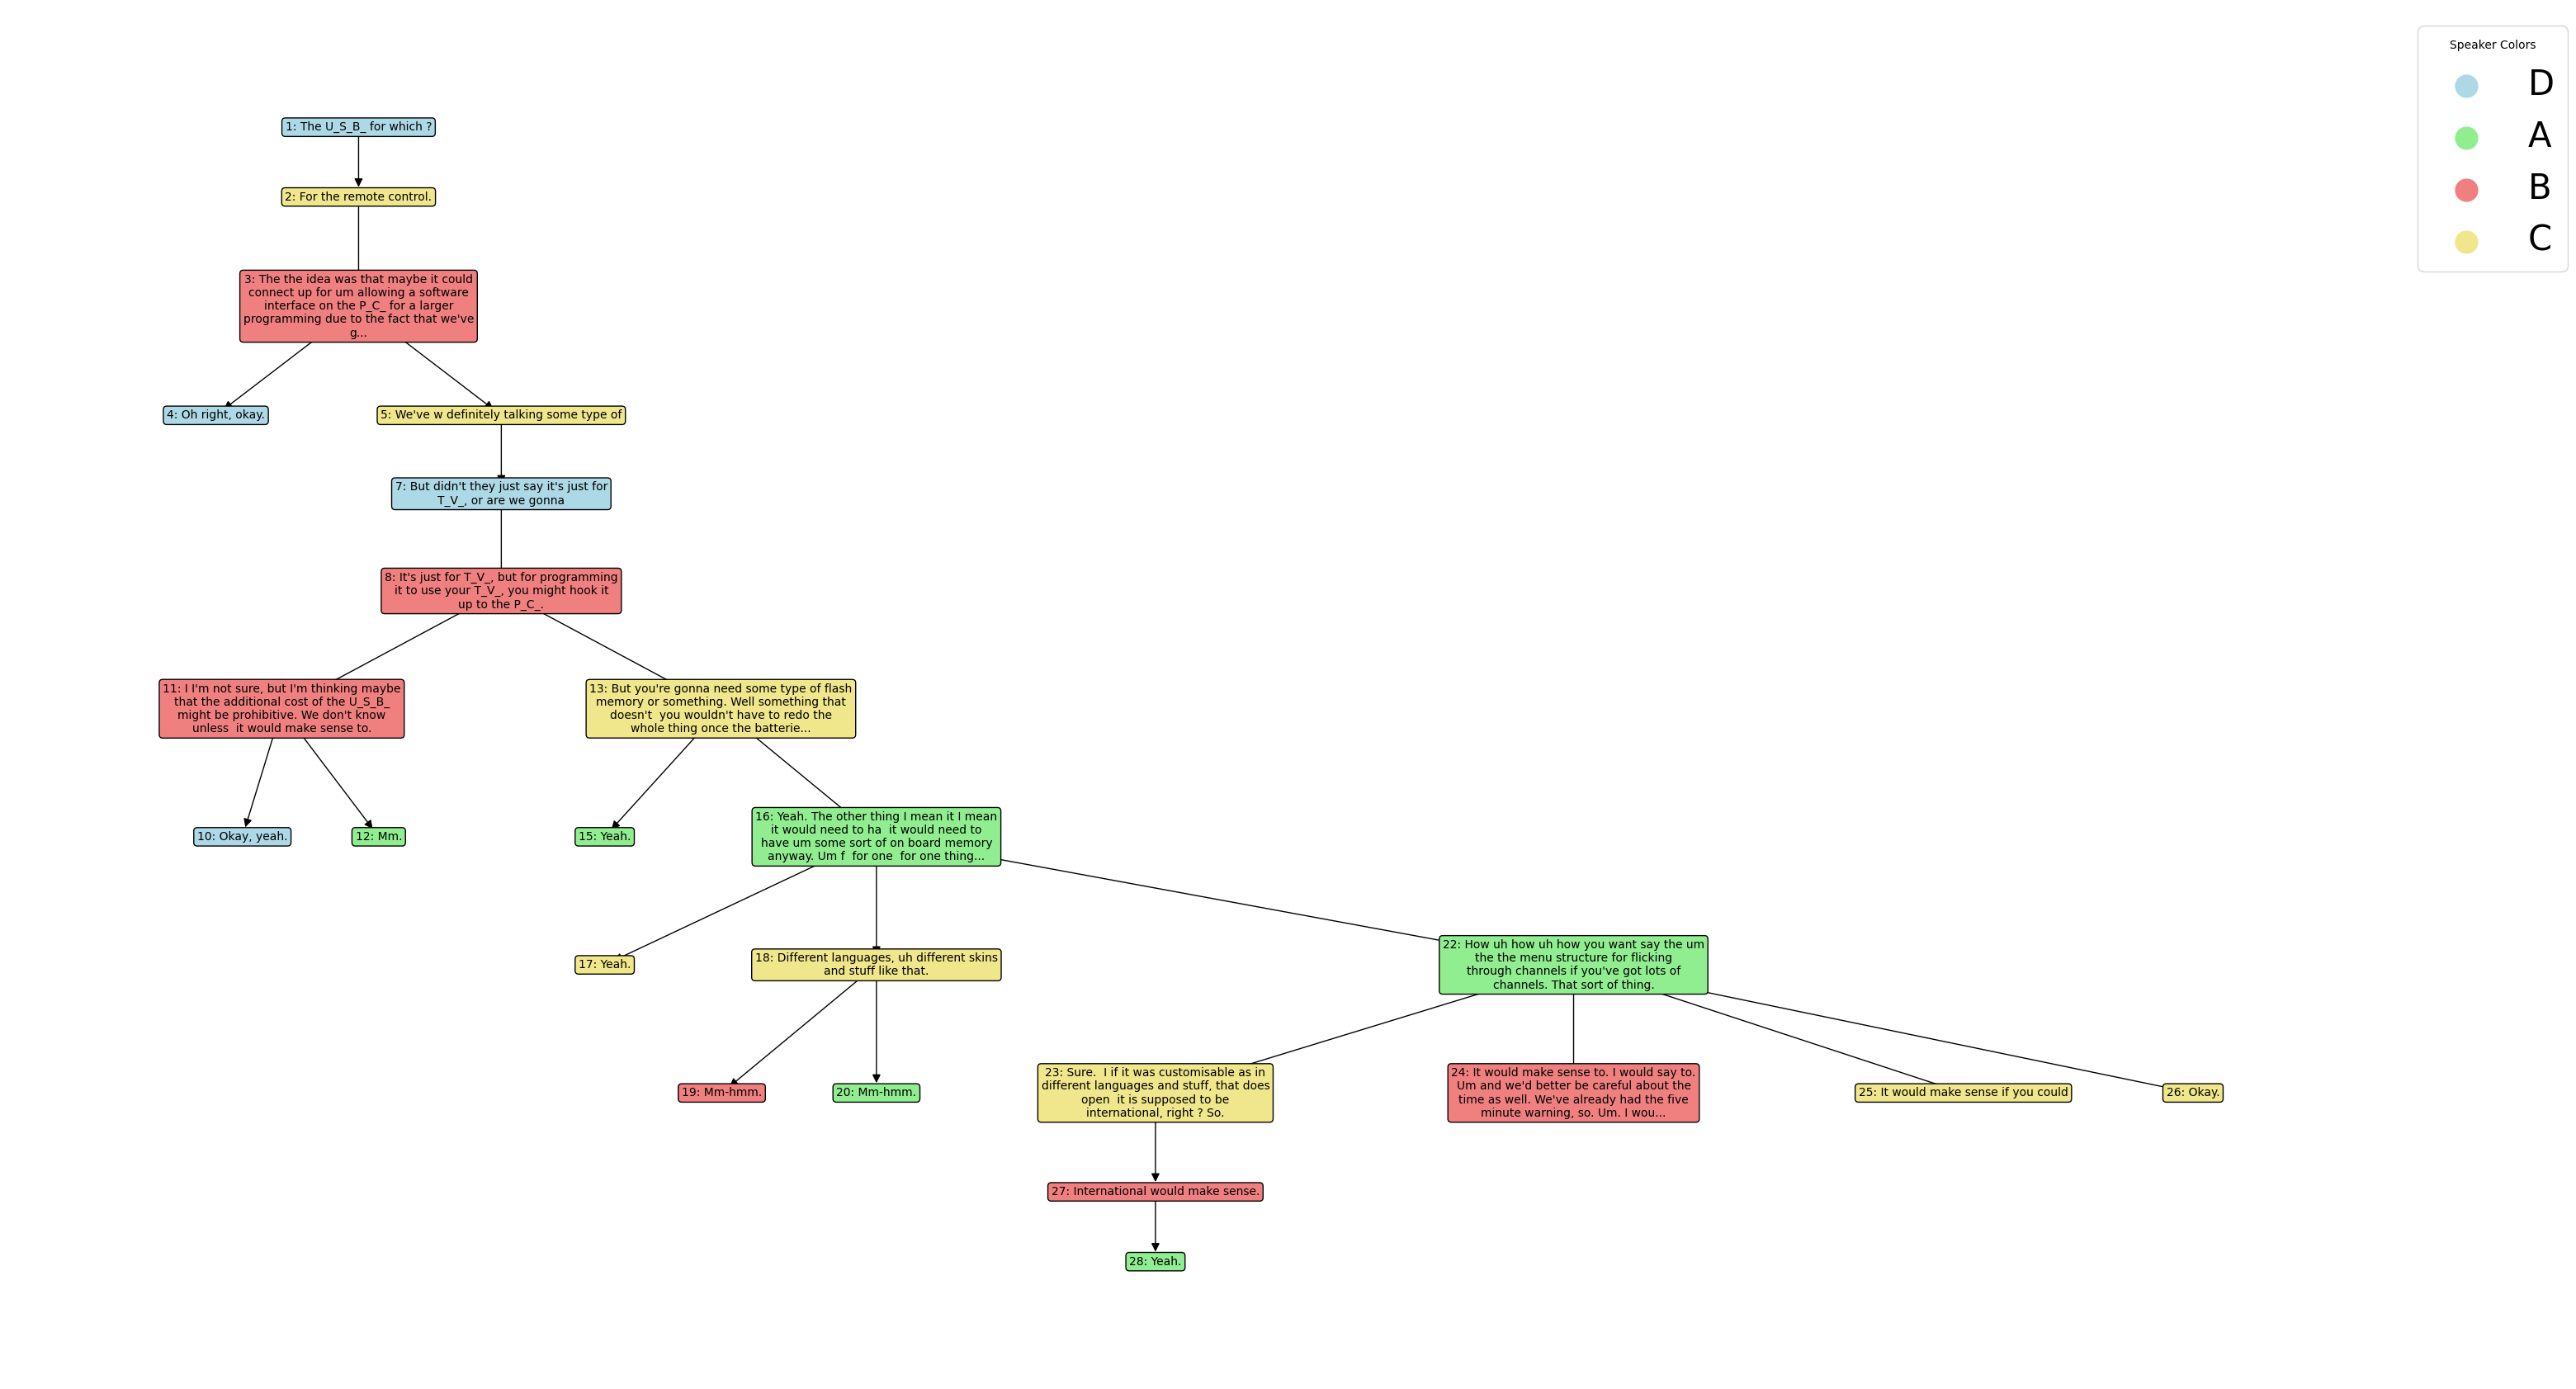 Speaker Colors
D
A
B
C
1: The U_S_B_ for which ?
2: For the remote control.
3: The the idea was that maybe it could
connect up for um allowing a software
interface on the P_C_ for a larger
programming due to the fact that we've
g...
4: Oh right, okay.
5: We've w definitely talking some type of
7: But didn't they just say it's just for
T_V_, or are we gonna
8: It's just for T_V_, but for programming
it to use your T_V_, you might hook it
up to the P_C_.
11: I I'm not sure, but I'm thinking maybe
that the additional cost of the U_S_B_
might be prohibitive. We don't know
unless  it would make sense to.
13: But you're gonna need some type of flash
memory or something. Well something that
doesn't  you wouldn't have to redo the
whole thing once the batterie...
10: Okay, yeah.
12: Mm.
15: Yeah.
16: Yeah. The other thing I mean it I mean
it would need to ha  it would need to
have um some sort of on board memory
anyway. Um f  for one  for one thing...
17: Yeah.
18: Different languages, uh different skins
and stuff like that.
22: How uh how uh how you want say the um
the the menu structure for flicking
through channels if you've got lots of
channels. That sort of thing.
19: Mm-hmm.
20: Mm-hmm.
23: Sure.  I if it was customisable as in
different languages and stuff, that does
open  it is supposed to be
international, right ? So.
24: It would make sense to. I would say to.
Um and we'd better be careful about the
time as well. We've already had the five
minute warning, so. Um. I wou...
25: It would make sense if you could
26: Okay.
27: International would make sense.
28: Yeah.